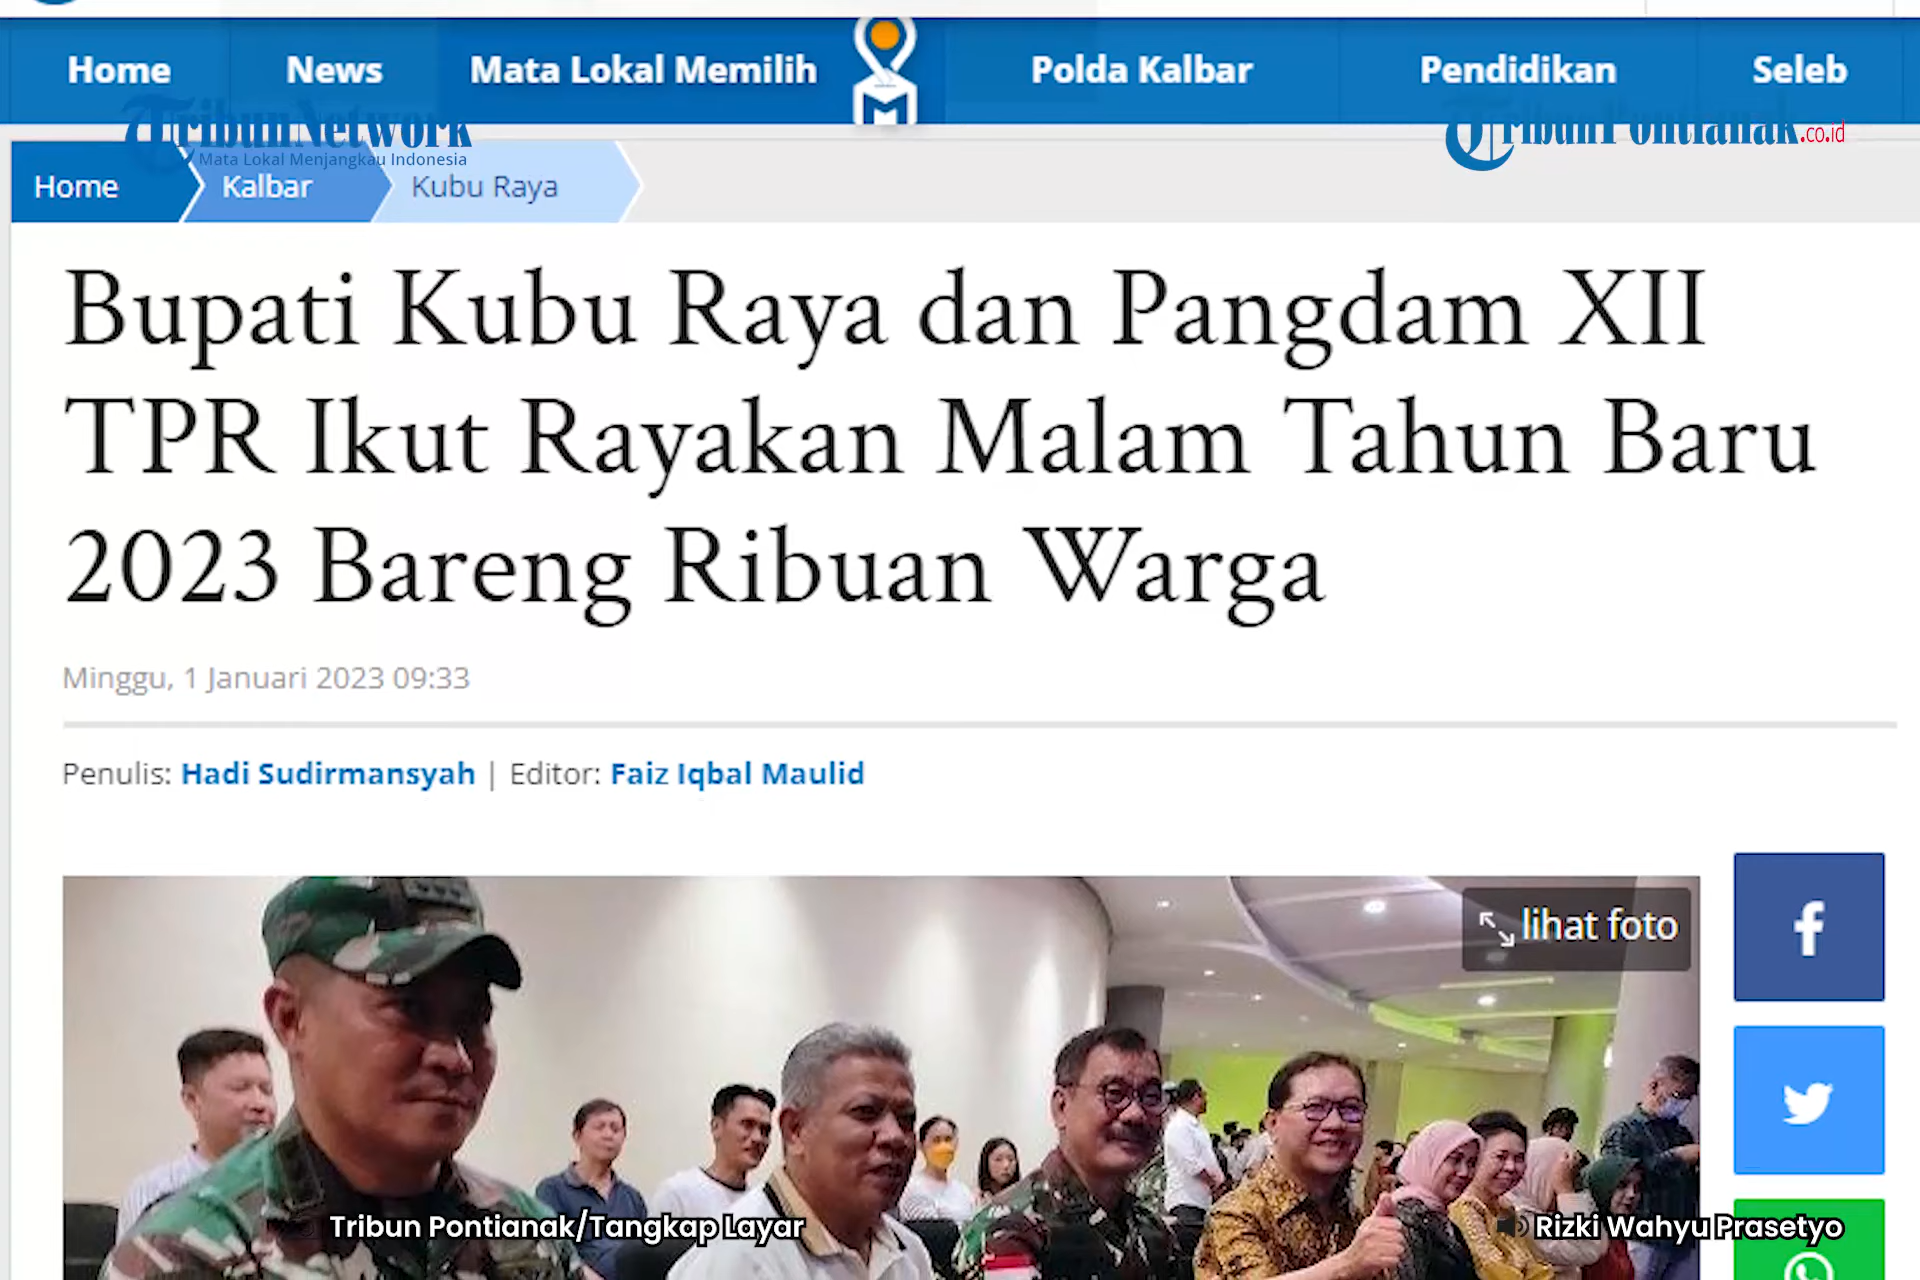 Home
News
Mata Lokal Memilih
Polda Kalbar
Pendidikan
Seleb
TribunNetwork
Mata Lokal Menjangkau Indonesia
TribunPontianak.co.id
Home
Kalbar
Kubu Raya
Bupati Kubu Raya dan Pangdam XII
TPR Ikut Rayakan Malam Tahun Baru
2023 Bareng Ribuan Warga
Minggu, 1 Januari 2023 09:33
Penulis: Hadi Sudirmansyah | Editor: Faiz Iqbal Maulid
lihat foto
Tribun Pontianak/Tangkap Layar
Rizki Wahyu Prasetyo